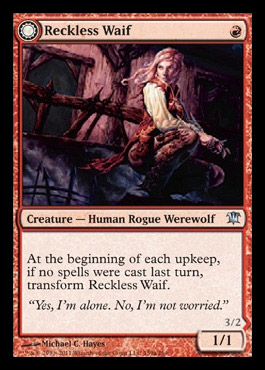 Reckless Waif
Creature — Human Rogue Werewolf
At the beginning of each upkeep,
if no spells were cast last turn,
transform Reckless Waif.
“Yes, I’m alone. No, I’m not worried.”
3/2
Michael C. Hayes
1/1